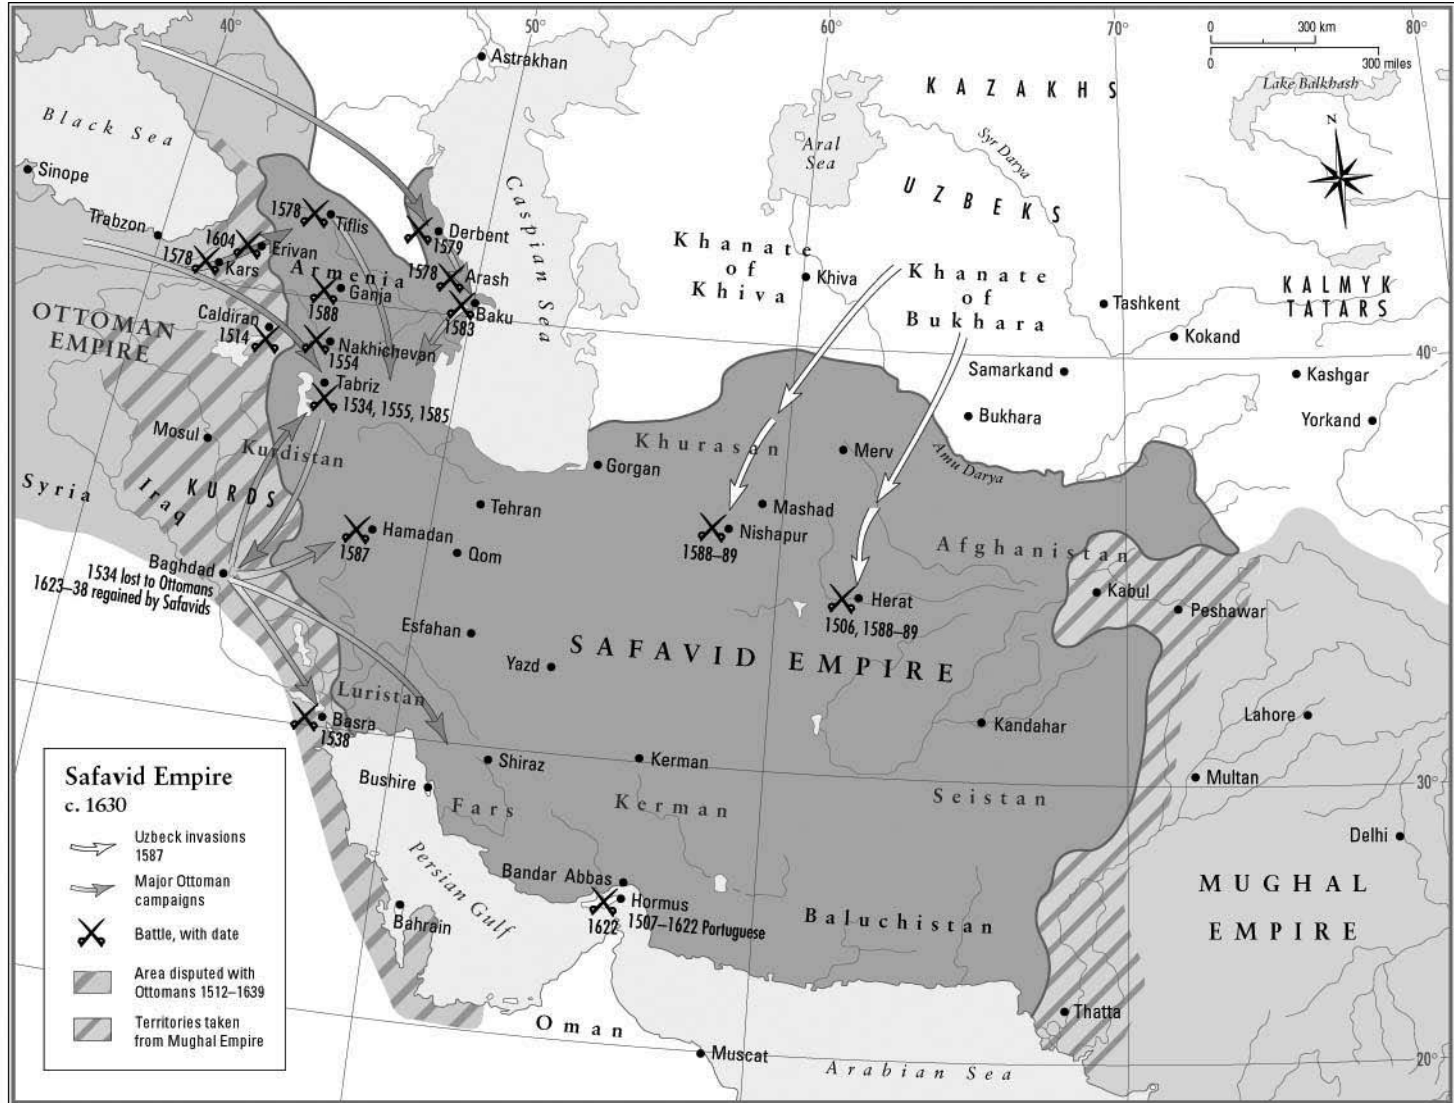 40°
50°
60°
70°
80°
0 300 km
0 300 miles
Astrakhan
KAZAKHS
Lake Balkhash
N
Black Sea
Aral
Sea
Syr Darya
Sinope
UZBEKS
Caspian Sea
Trabzon
1578
Tiflis
Derbent
1579
1604
Erivan
1578
Kars
Armenia
1578
Arash
Khanate
of
Khiva
Khiva
Khanate
of
Bukhara
KALMYK
TATARS
Tashkent
Ganja
1588
Baku
1583
OTTOMAN
EMPIRE
Caldiran
1514
Nakhichevan
1554
Kokand
40°
Tabriz
1534, 1555, 1585
Samarkand
Kashgar
Bukhara
Yorkand
Mosul
Kurdistan
Khurasan
Merv
Amu Darya
Gorgan
Syria
Iraq
KURDS
Tehran
Mashad
Hamadan
1587
Qom
Nishapur
1588–89
Afghanistan
Baghdad
1534 lost to Ottomans
1623–38 regained by Safavids
Kabul
Peshawar
Herat
1506, 1588–89
Esfahan
SAFAVID EMPIRE
Yazd
Luristan
Basra
1538
Kandahar
Lahore
Shiraz
Kerman
Multan
30°
Bushire
Fars
Kerman
Seistan
Delhi
Persian Gulf
Bandar Abbas
Hormus
1507–1622 Portuguese
1622
Bahrain
Baluchistan
MUGHAL
EMPIRE
Thatta
Oman
Muscat
Arabian Sea
20°
Safavid Empire
c. 1630
Uzbeck invasions
1587
Major Ottoman
campaigns
Battle, with date
Area disputed with
Ottomans 1512–1639
Territories taken
from Mughal Empire